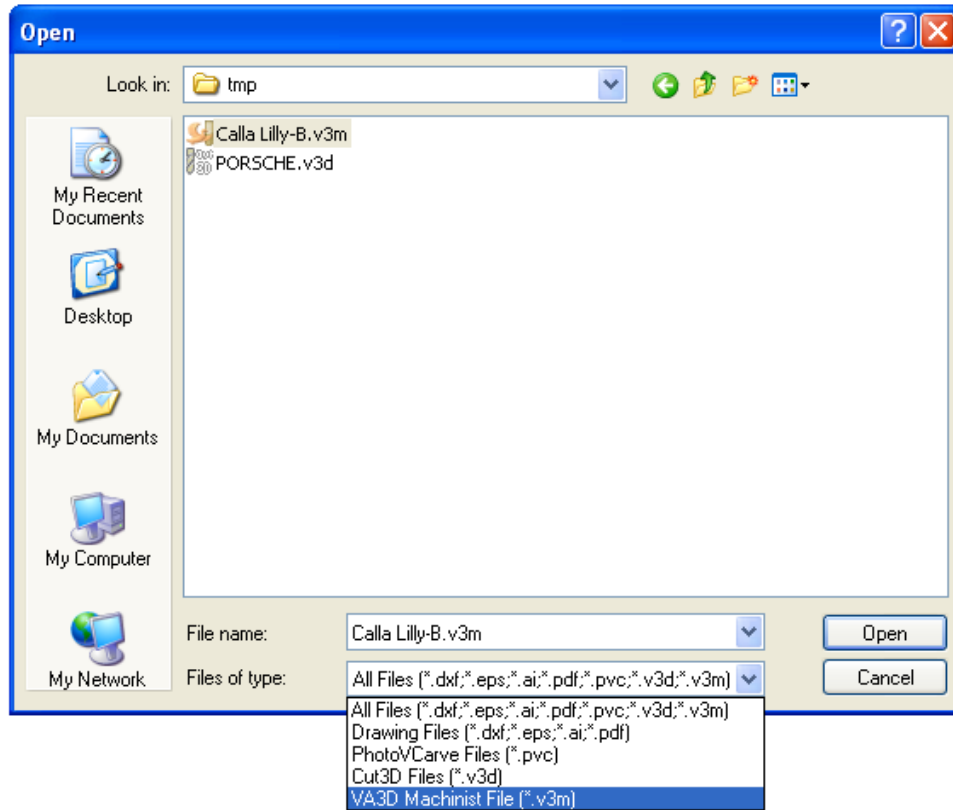 Open
Look in: tmp
Calla Lilly-B.v3m
PORSCHE.v3d
My Recent
Documents
Desktop
My Documents
My Computer
My Network
File name: Calla Lilly-B.v3m Open
Files of type: All Files (*.dxf;*.eps;*.ai;*.pdf;*.pvc;*.v3d;*.v3m) Cancel
All Files (*.dxf;*.eps;*.ai;*.pdf;*.pvc;*.v3d;*.v3m)
Drawing Files (*.dxf;*.eps;*.ai;*.pdf)
PhotoVCarve Files (*.pvc)
Cut3D Files (*.v3d)
VA3D Machinist File (*.v3m)